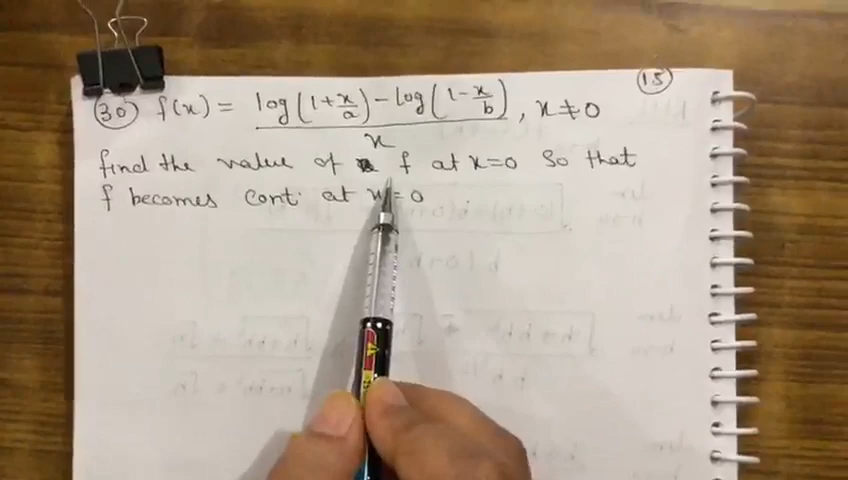 (15)
(30) f(x) = log(1+x/a) - log(1-x/b) / x , x≠0
find the value of f at x=0 so that
f becomes cont. at x=0